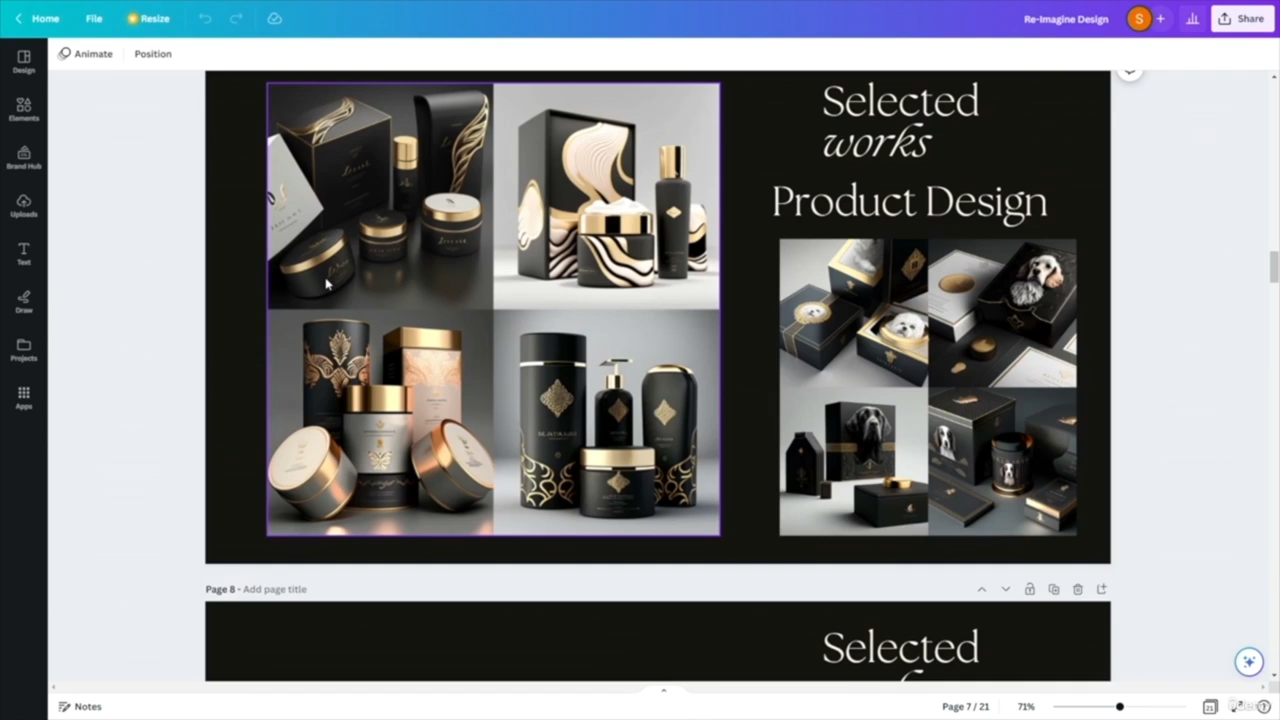 Home File Resize Re-Imagine Design S + Share
Animate Position
Design
Elements
Brand Hub
Uploads
Text
Draw
Projects
Apps
Selected
works
Product Design
Page 8 - Add page title
Selected
Notes Page 7 / 21 71% 21